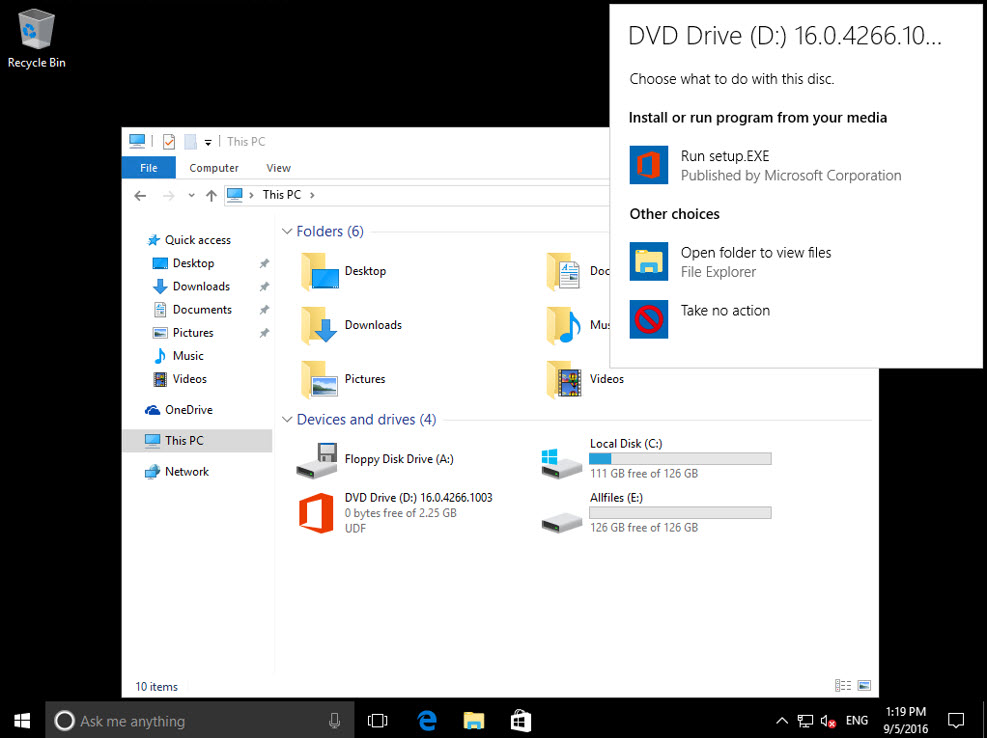 Recycle Bin
DVD Drive (D:) 16.0.4266.10...
Choose what to do with this disc.
Install or run program from your media
Run setup.EXE
Published by Microsoft Corporation
Other choices
Open folder to view files
File Explorer
Take no action
This PC
File Computer View
This PC
Quick access
Desktop
Downloads
Documents
Pictures
Music
Videos
OneDrive
This PC
Network
Folders (6)
Desktop
Doc
Downloads
Mus
Pictures
Videos
Devices and drives (4)
Floppy Disk Drive (A:)
Local Disk (C:)
111 GB free of 126 GB
DVD Drive (D:) 16.0.4266.1003
0 bytes free of 2.25 GB
UDF
Allfiles (E:)
126 GB free of 126 GB
10 items
Ask me anything
ENG
1:19 PM
9/5/2016